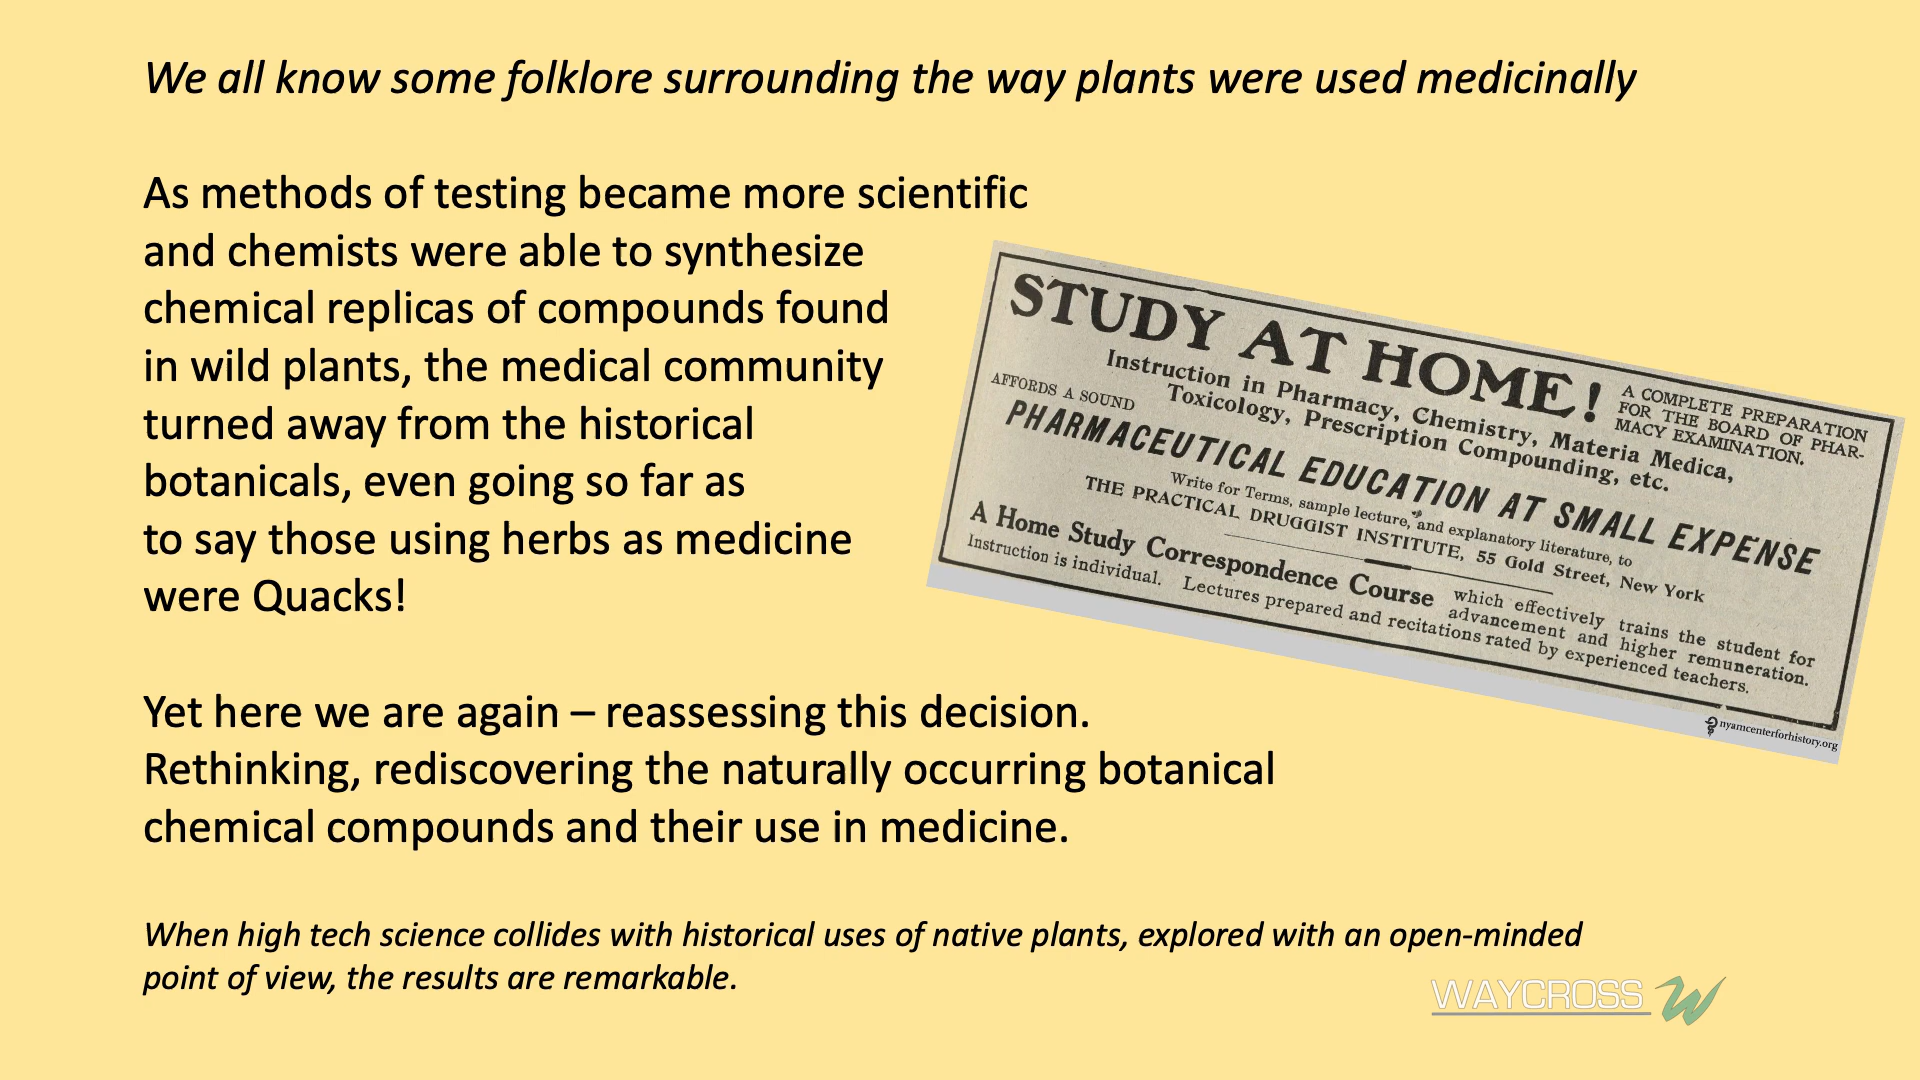 We all know some folklore surrounding the way plants were used medicinally
As methods of testing became more scientific
and chemists were able to synthesize
chemical replicas of compounds found
in wild plants, the medical community
turned away from the historical
botanicals, even going so far as
to say those using herbs as medicine
were Quacks!
STUDY AT HOME!
A COMPLETE PREPARATION
FOR THE BOARD OF PHAR-
MACY EXAMINATION.
Instruction in Pharmacy, Chemistry, Materia Medica,
Toxicology, Prescription Compounding, etc.
AFFORDS A SOUND
PHARMACEUTICAL EDUCATION AT SMALL EXPENSE
Write for Terms, sample lecture, and explanatory literature, to
THE PRACTICAL DRUGGIST INSTITUTE, 55 Gold Street, New York
A Home Study Correspondence Course which effectively trains the student for
advancement and higher remuneration.
Instruction is individual. Lectures prepared and recitations rated by experienced teachers.
nyamcenterforhistory.org
Yet here we are again – reassessing this decision.
Rethinking, rediscovering the naturally occurring botanical
chemical compounds and their use in medicine.
When high tech science collides with historical uses of native plants, explored with an open-minded
point of view, the results are remarkable.
WAYCROSS W